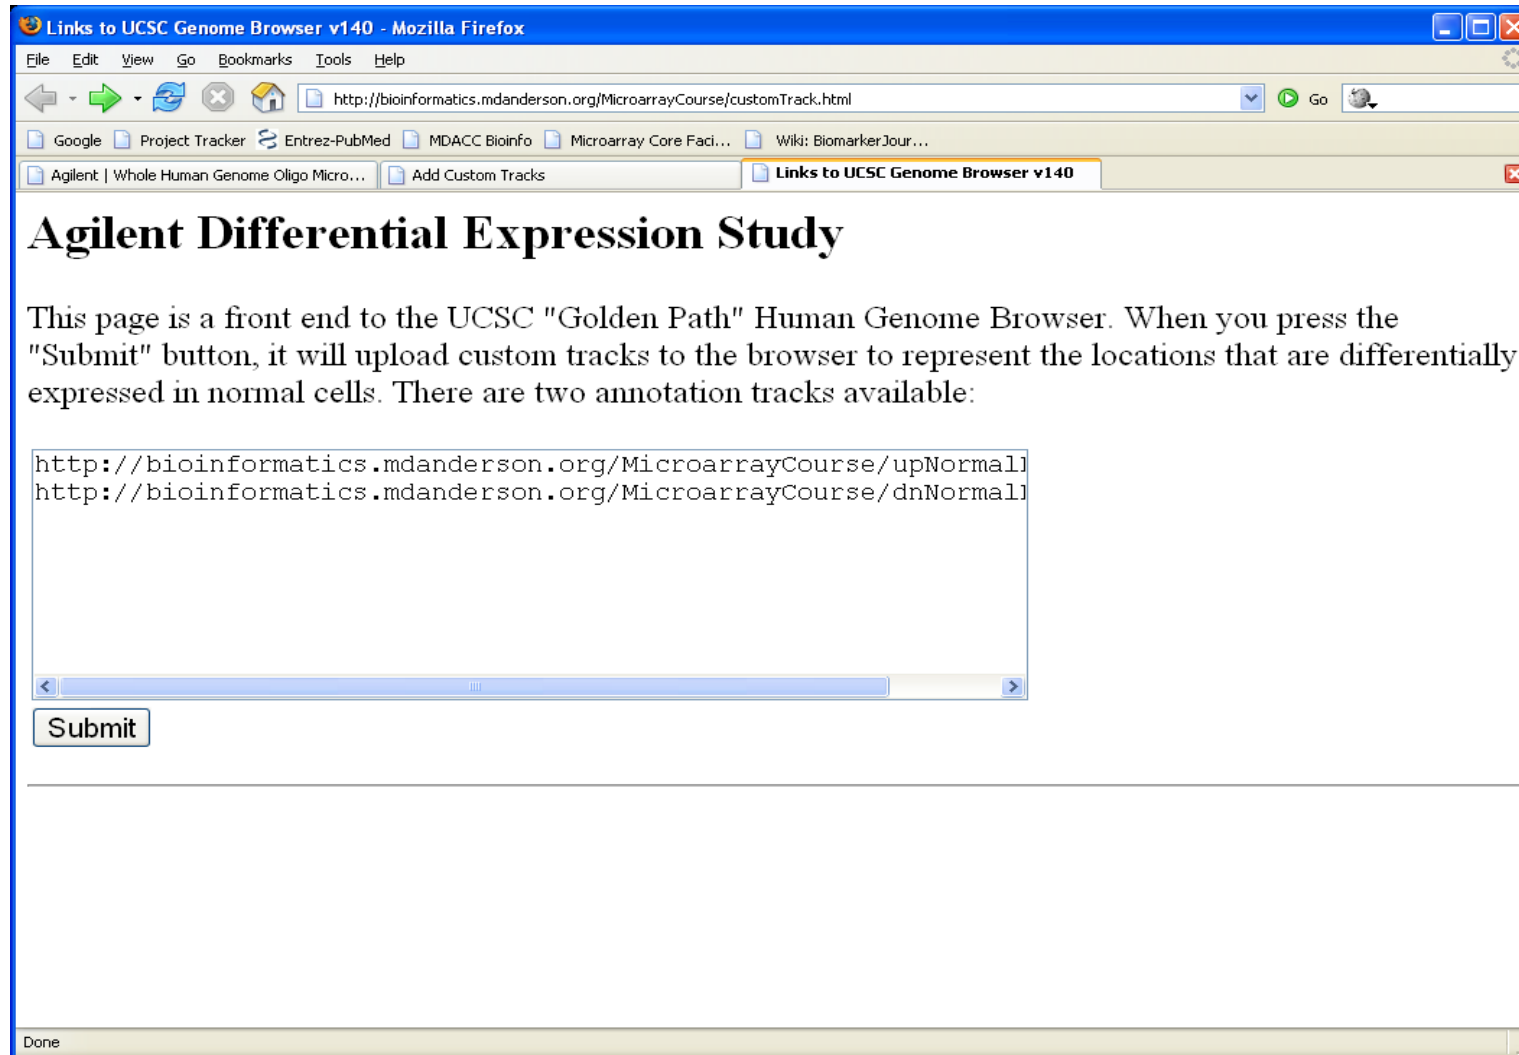 Links to UCSC Genome Browser v140 - Mozilla Firefox
File Edit View Go Bookmarks Tools Help
http://bioinformatics.mdanderson.org/MicroarrayCourse/customTrack.html Go
Google Project Tracker Entrez-PubMed MDACC Bioinfo Microarray Core Faci... Wiki: BiomarkerJour...
Agilent | Whole Human Genome Oligo Micro... Add Custom Tracks Links to UCSC Genome Browser v140
Agilent Differential Expression Study
This page is a front end to the UCSC "Golden Path" Human Genome Browser. When you press the
"Submit" button, it will upload custom tracks to the browser to represent the locations that are differentially
expressed in normal cells. There are two annotation tracks available:
http://bioinformatics.mdanderson.org/MicroarrayCourse/upNormal
http://bioinformatics.mdanderson.org/MicroarrayCourse/dnNormal
Submit
Done